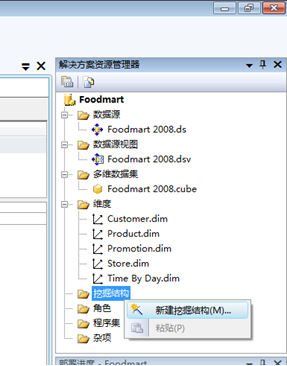 解决方案资源管理器
Foodmart
数据源
Foodmart 2008.ds
数据源视图
Foodmart 2008.dsv
多维数据集
Foodmart 2008.cube
维度
Customer.dim
Product.dim
Promotion.dim
Store.dim
Time By Day.dim
挖掘结构
新建挖掘结构(M)...
角色
粘贴(P)
程序集
杂项
部署进度 - Foodmart